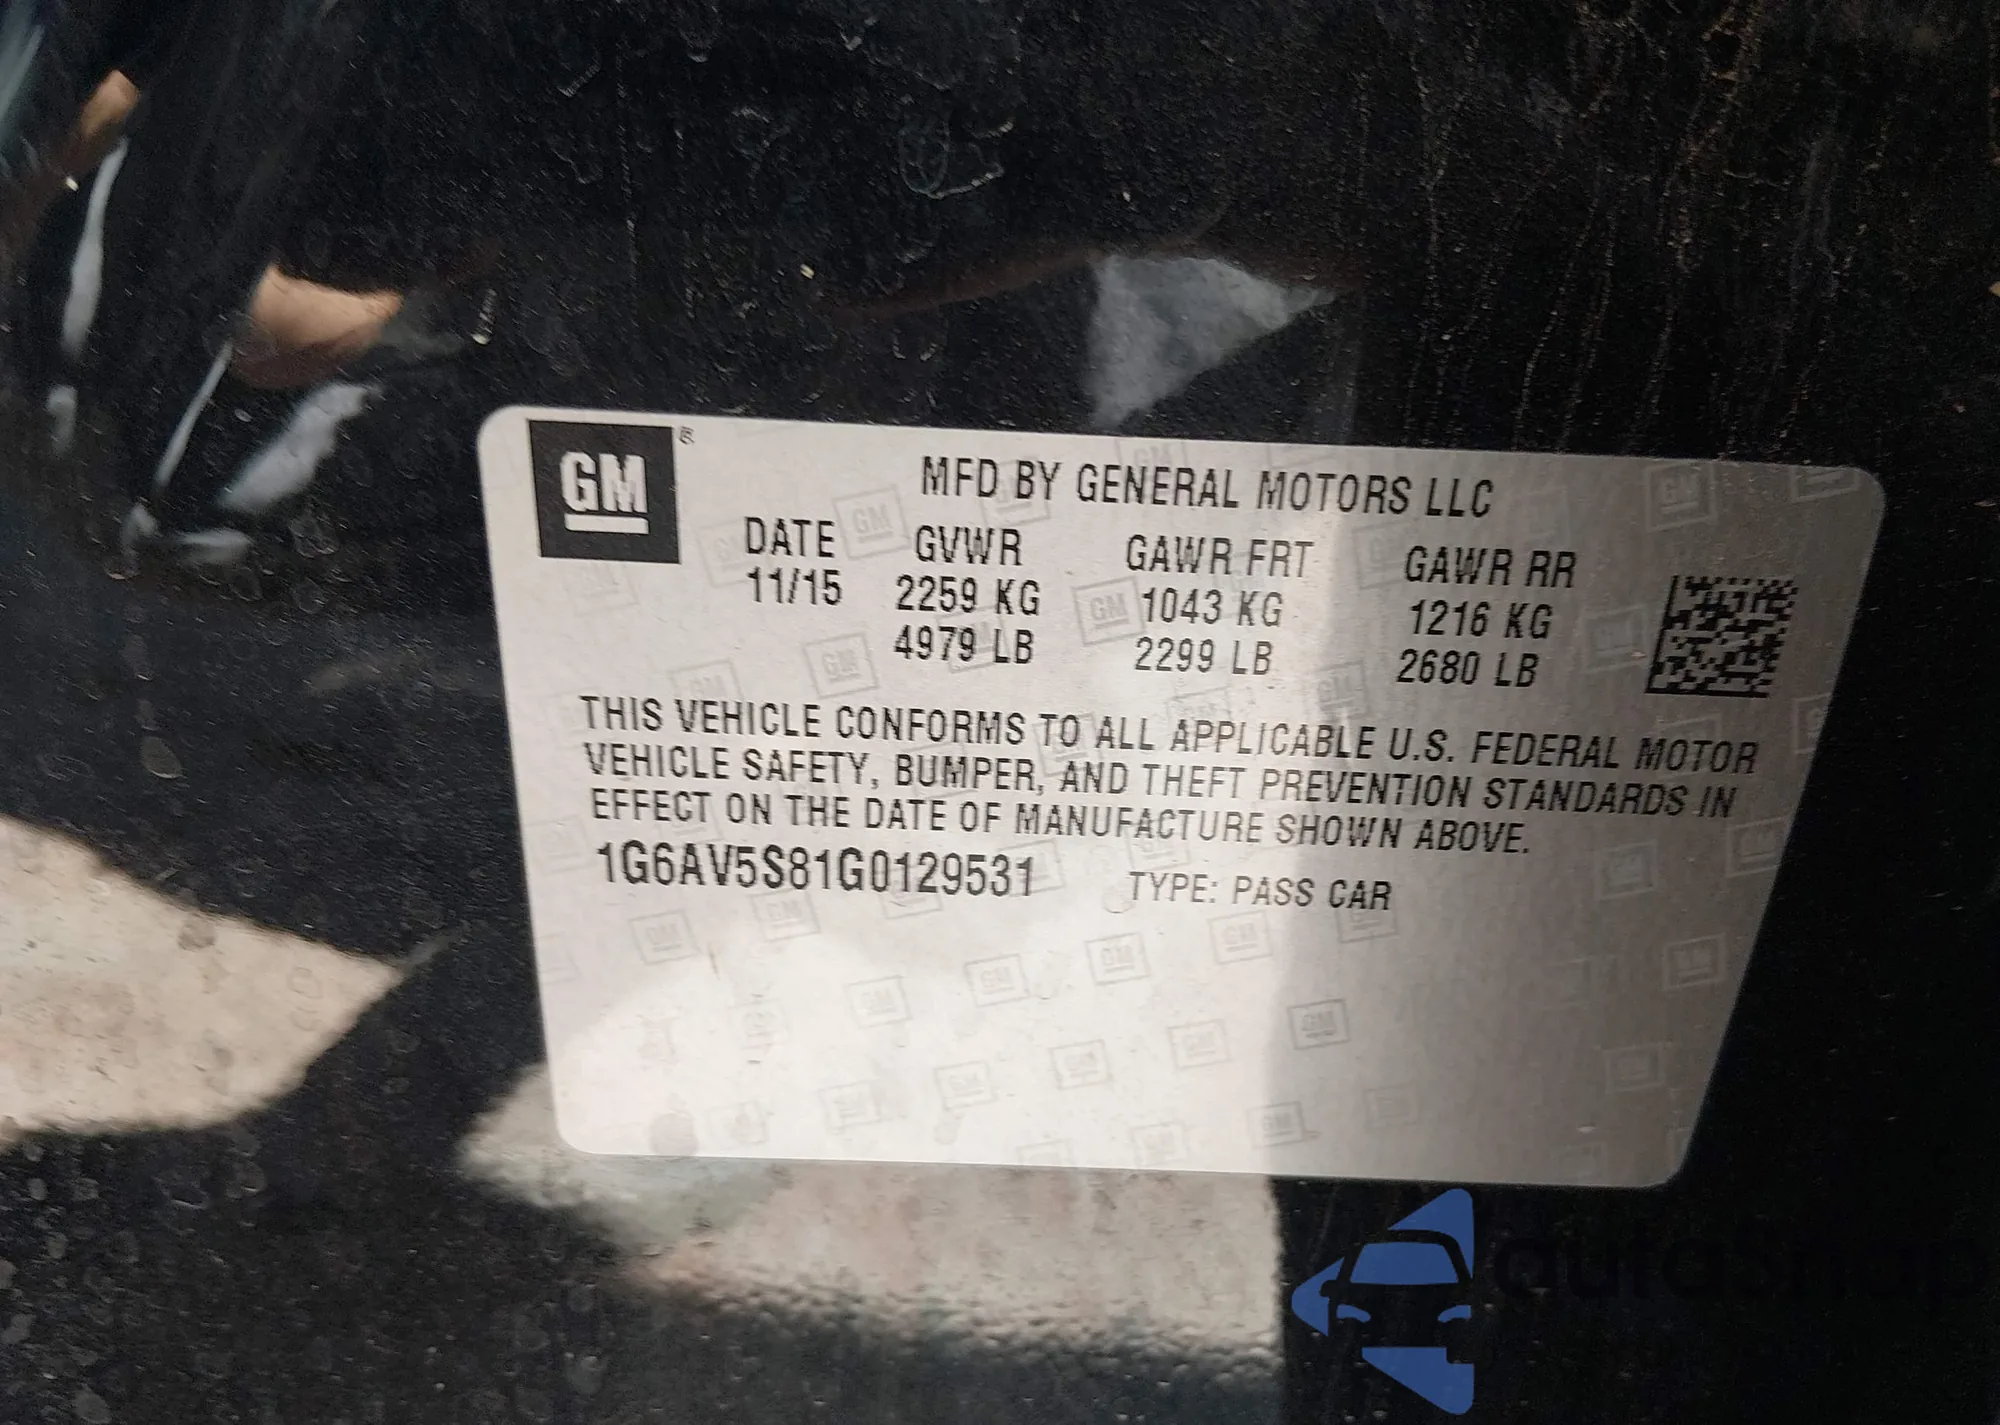 GM ®
MFD BY GENERAL MOTORS LLC
DATE GVWR GAWR FRT GAWR RR
11/15 2259 KG 1043 KG 1216 KG
4979 LB 2299 LB 2680 LB
THIS VEHICLE CONFORMS TO ALL APPLICABLE U.S. FEDERAL MOTOR
VEHICLE SAFETY, BUMPER, AND THEFT PREVENTION STANDARDS IN
EFFECT ON THE DATE OF MANUFACTURE SHOWN ABOVE.
1G6AV5S81G0129531 TYPE: PASS CAR